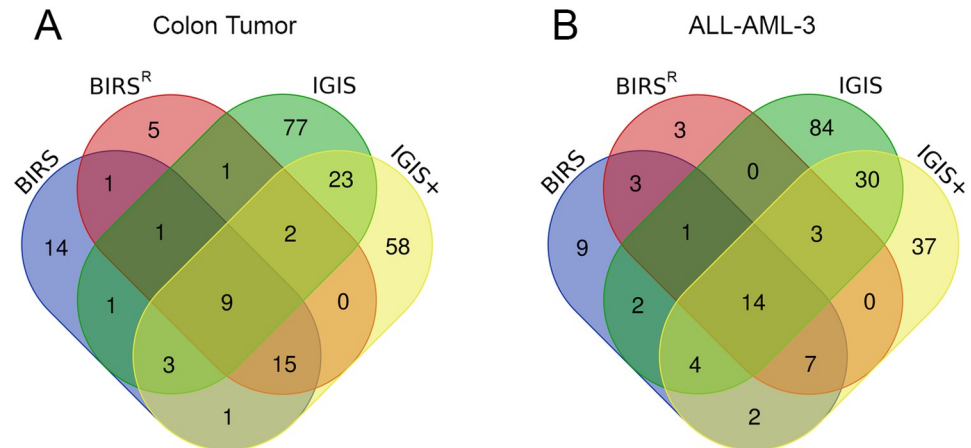 A Colon Tumor
B ALL-AML-3
BIRS^R IGIS
BIRS IGIS+
5 77
1 1 23
14 1 2 58
1 9 0
3 15
1
BIRS^R IGIS
BIRS IGIS+
3 84
3 0 30
9 1 3 37
2 14 0
4 7
2